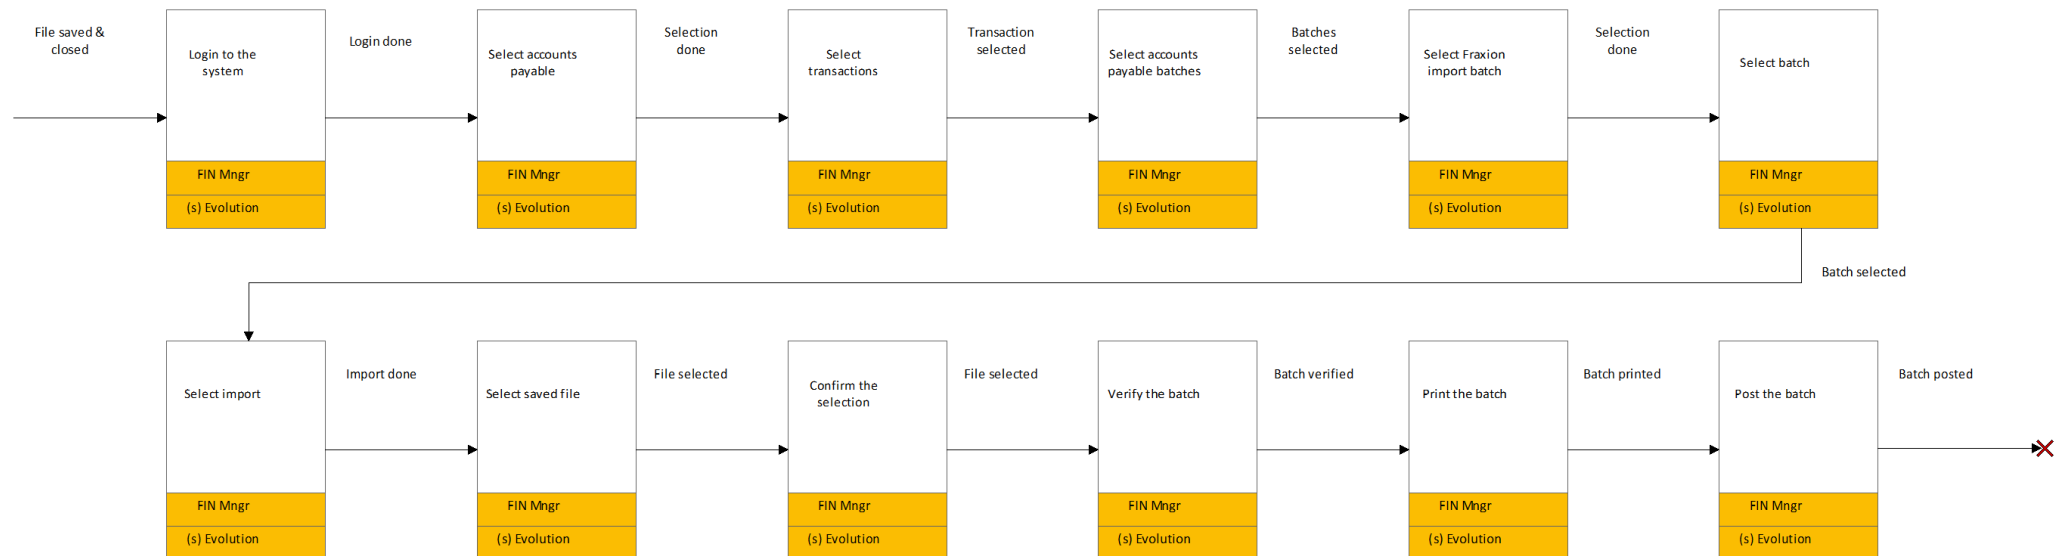 File saved &
closed
Login to the
system
FIN Mngr
(s) Evolution
Login done
Select accounts
payable
FIN Mngr
(s) Evolution
Selection
done
Select
transactions
FIN Mngr
(s) Evolution
Transaction
selected
Select accounts
payable batches
FIN Mngr
(s) Evolution
Batches
selected
Select Fraxion
import batch
FIN Mngr
(s) Evolution
Selection
done
Select batch
FIN Mngr
(s) Evolution
Batch selected
Select import
FIN Mngr
(s) Evolution
Import done
Select saved file
FIN Mngr
(s) Evolution
File selected
Confirm the
selection
FIN Mngr
(s) Evolution
File selected
Verify the batch
FIN Mngr
(s) Evolution
Batch verified
Print the batch
FIN Mngr
(s) Evolution
Batch printed
Post the batch
FIN Mngr
(s) Evolution
Batch posted